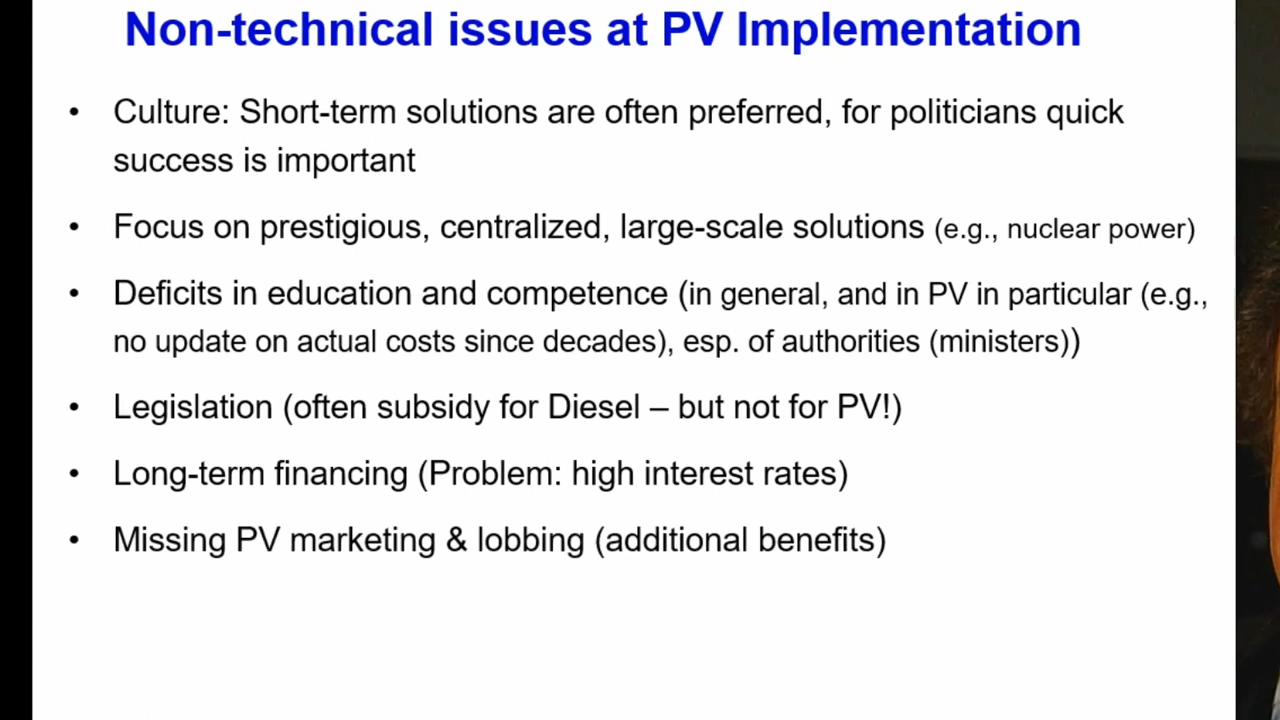 Non-technical issues at PV Implementation
• Culture: Short-term solutions are often preferred, for politicians quick
success is important
• Focus on prestigious, centralized, large-scale solutions (e.g., nuclear power)
• Deficits in education and competence (in general, and in PV in particular (e.g.,
no update on actual costs since decades), esp. of authorities (ministers))
• Legislation (often subsidy for Diesel – but not for PV!)
• Long-term financing (Problem: high interest rates)
• Missing PV marketing & lobbing (additional benefits)